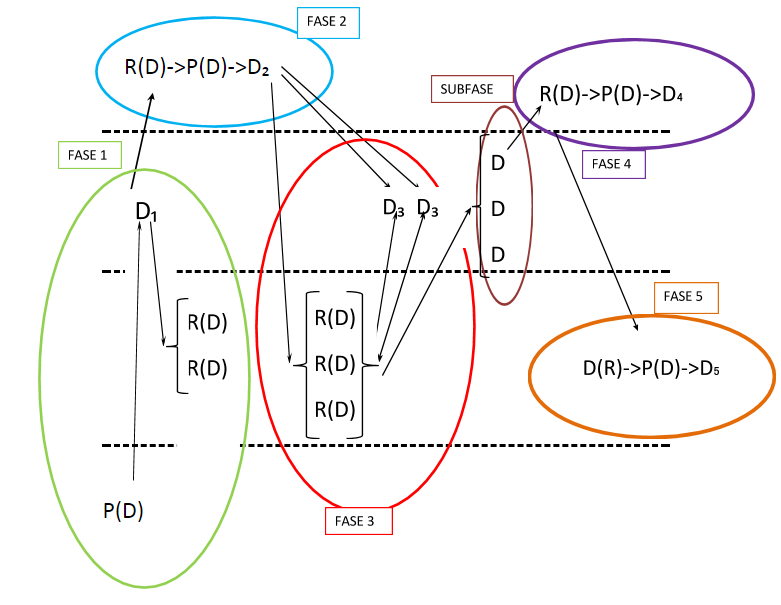 FASE 2
R(D)->P(D)->D₂
SUBFASE
R(D)->P(D)->D₄
FASE 1
FASE 4
D
D₁
D₃ D₃
D
D
R(D)
R(D)
R(D)
R(D)
R(D)
FASE 5
D(R)->P(D)->D₅
P(D)
FASE 3